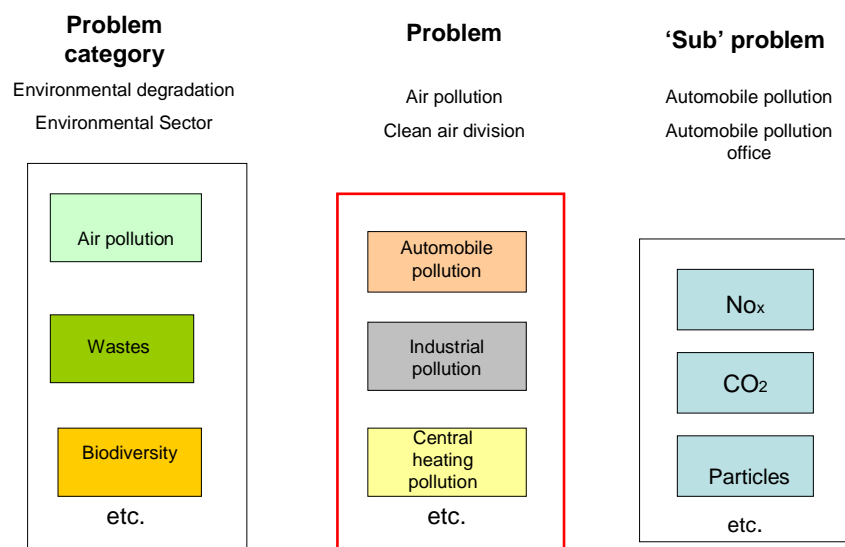 Problem
category
Environmental degradation
Environmental Sector
Air pollution
Wastes
Biodiversity
etc.
Problem
Air pollution
Clean air division
Automobile
pollution
Industrial
pollution
Central
heating
pollution
etc.
‘Sub’ problem
Automobile pollution
Automobile pollution
office
Nox
CO2
Particles
etc.